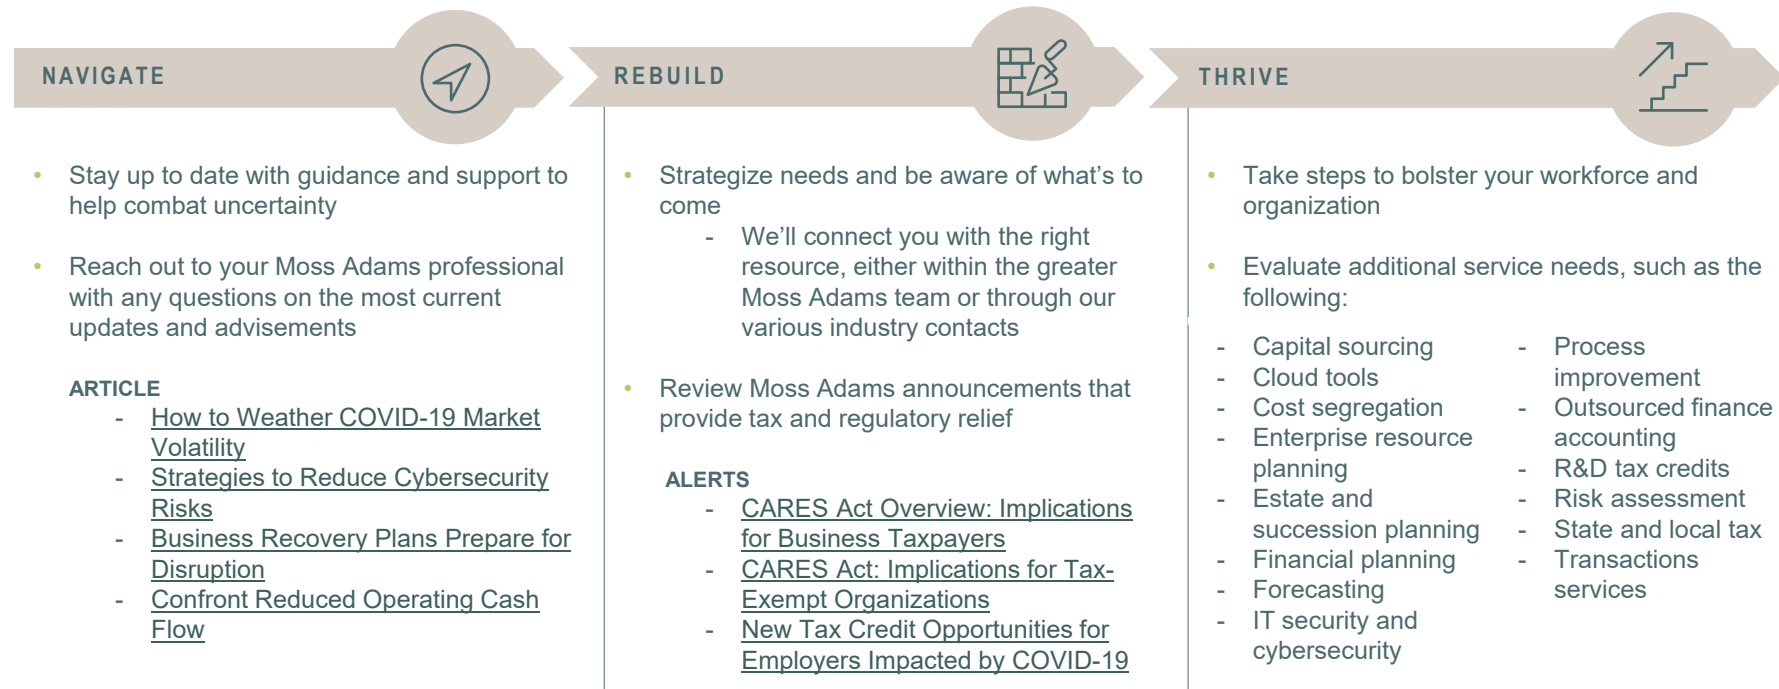 NAVIGATE
• Stay up to date with guidance and support to
help combat uncertainty
• Reach out to your Moss Adams professional
with any questions on the most current
updates and advisements
ARTICLE
- How to Weather COVID-19 Market
Volatility
- Strategies to Reduce Cybersecurity
Risks
- Business Recovery Plans Prepare for
Disruption
- Confront Reduced Operating Cash
Flow
REBUILD
• Strategize needs and be aware of what’s to
come
- We’ll connect you with the right
resource, either within the greater
Moss Adams team or through our
various industry contacts
• Review Moss Adams announcements that
provide tax and regulatory relief
ALERTS
- CARES Act Overview: Implications
for Business Taxpayers
- CARES Act: Implications for Tax-
Exempt Organizations
- New Tax Credit Opportunities for
Employers Impacted by COVID-19
THRIVE
• Take steps to bolster your workforce and
organization
• Evaluate additional service needs, such as the
following:
- Capital sourcing
- Cloud tools
- Cost segregation
- Enterprise resource
planning
- Estate and
succession planning
- Financial planning
- Forecasting
- IT security and
cybersecurity
- Process
improvement
- Outsourced finance
accounting
- R&D tax credits
- Risk assessment
- State and local tax
- Transactions
services